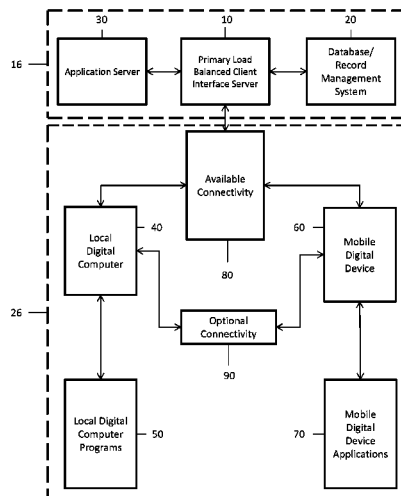 30
10
20
16
Application Server
Primary Load
Balanced Client
Interface Server
Database/
Record Management
System
Available
Connectivity
40
60
Local
Digital
Computer
80
Mobile
Digital
Device
26
Optional
Connectivity
90
Local Digital
Computer
Programs
50
70
Mobile
Digital
Device
Applications